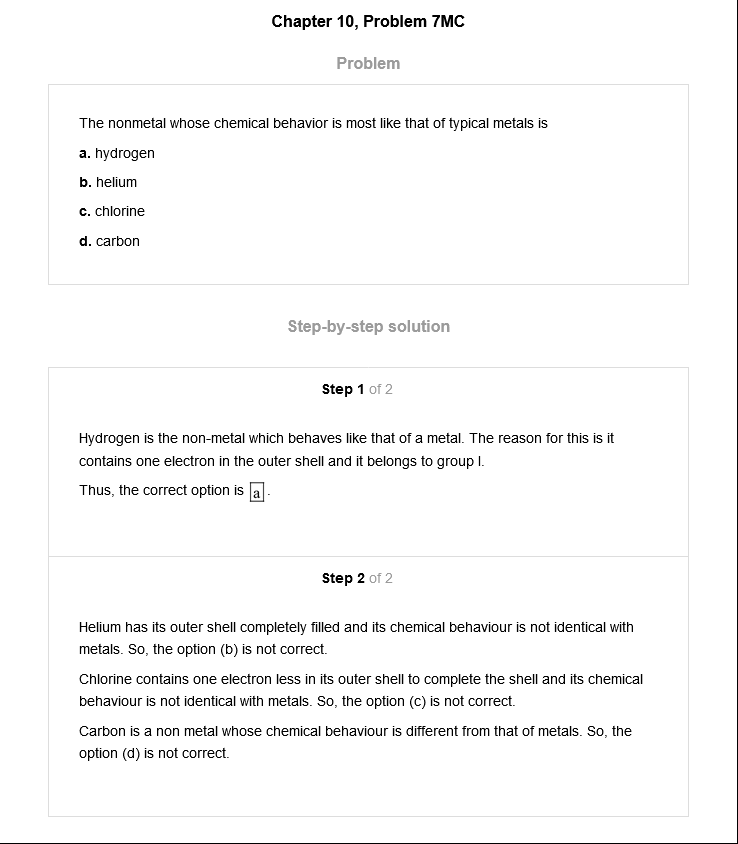 Chapter 10, Problem 7MC
Problem
The nonmetal whose chemical behavior is most like that of typical metals is
a. hydrogen
b. helium
c. chlorine
d. carbon
Step-by-step solution
Step 1 of 2
Hydrogen is the non-metal which behaves like that of a metal. The reason for this is it
contains one electron in the outer shell and it belongs to group I.
Thus, the correct option is a .
Step 2 of 2
Helium has its outer shell completely filled and its chemical behaviour is not identical with
metals. So, the option (b) is not correct.
Chlorine contains one electron less in its outer shell to complete the shell and its chemical
behaviour is not identical with metals. So, the option (c) is not correct.
Carbon is a non metal whose chemical behaviour is different from that of metals. So, the
option (d) is not correct.